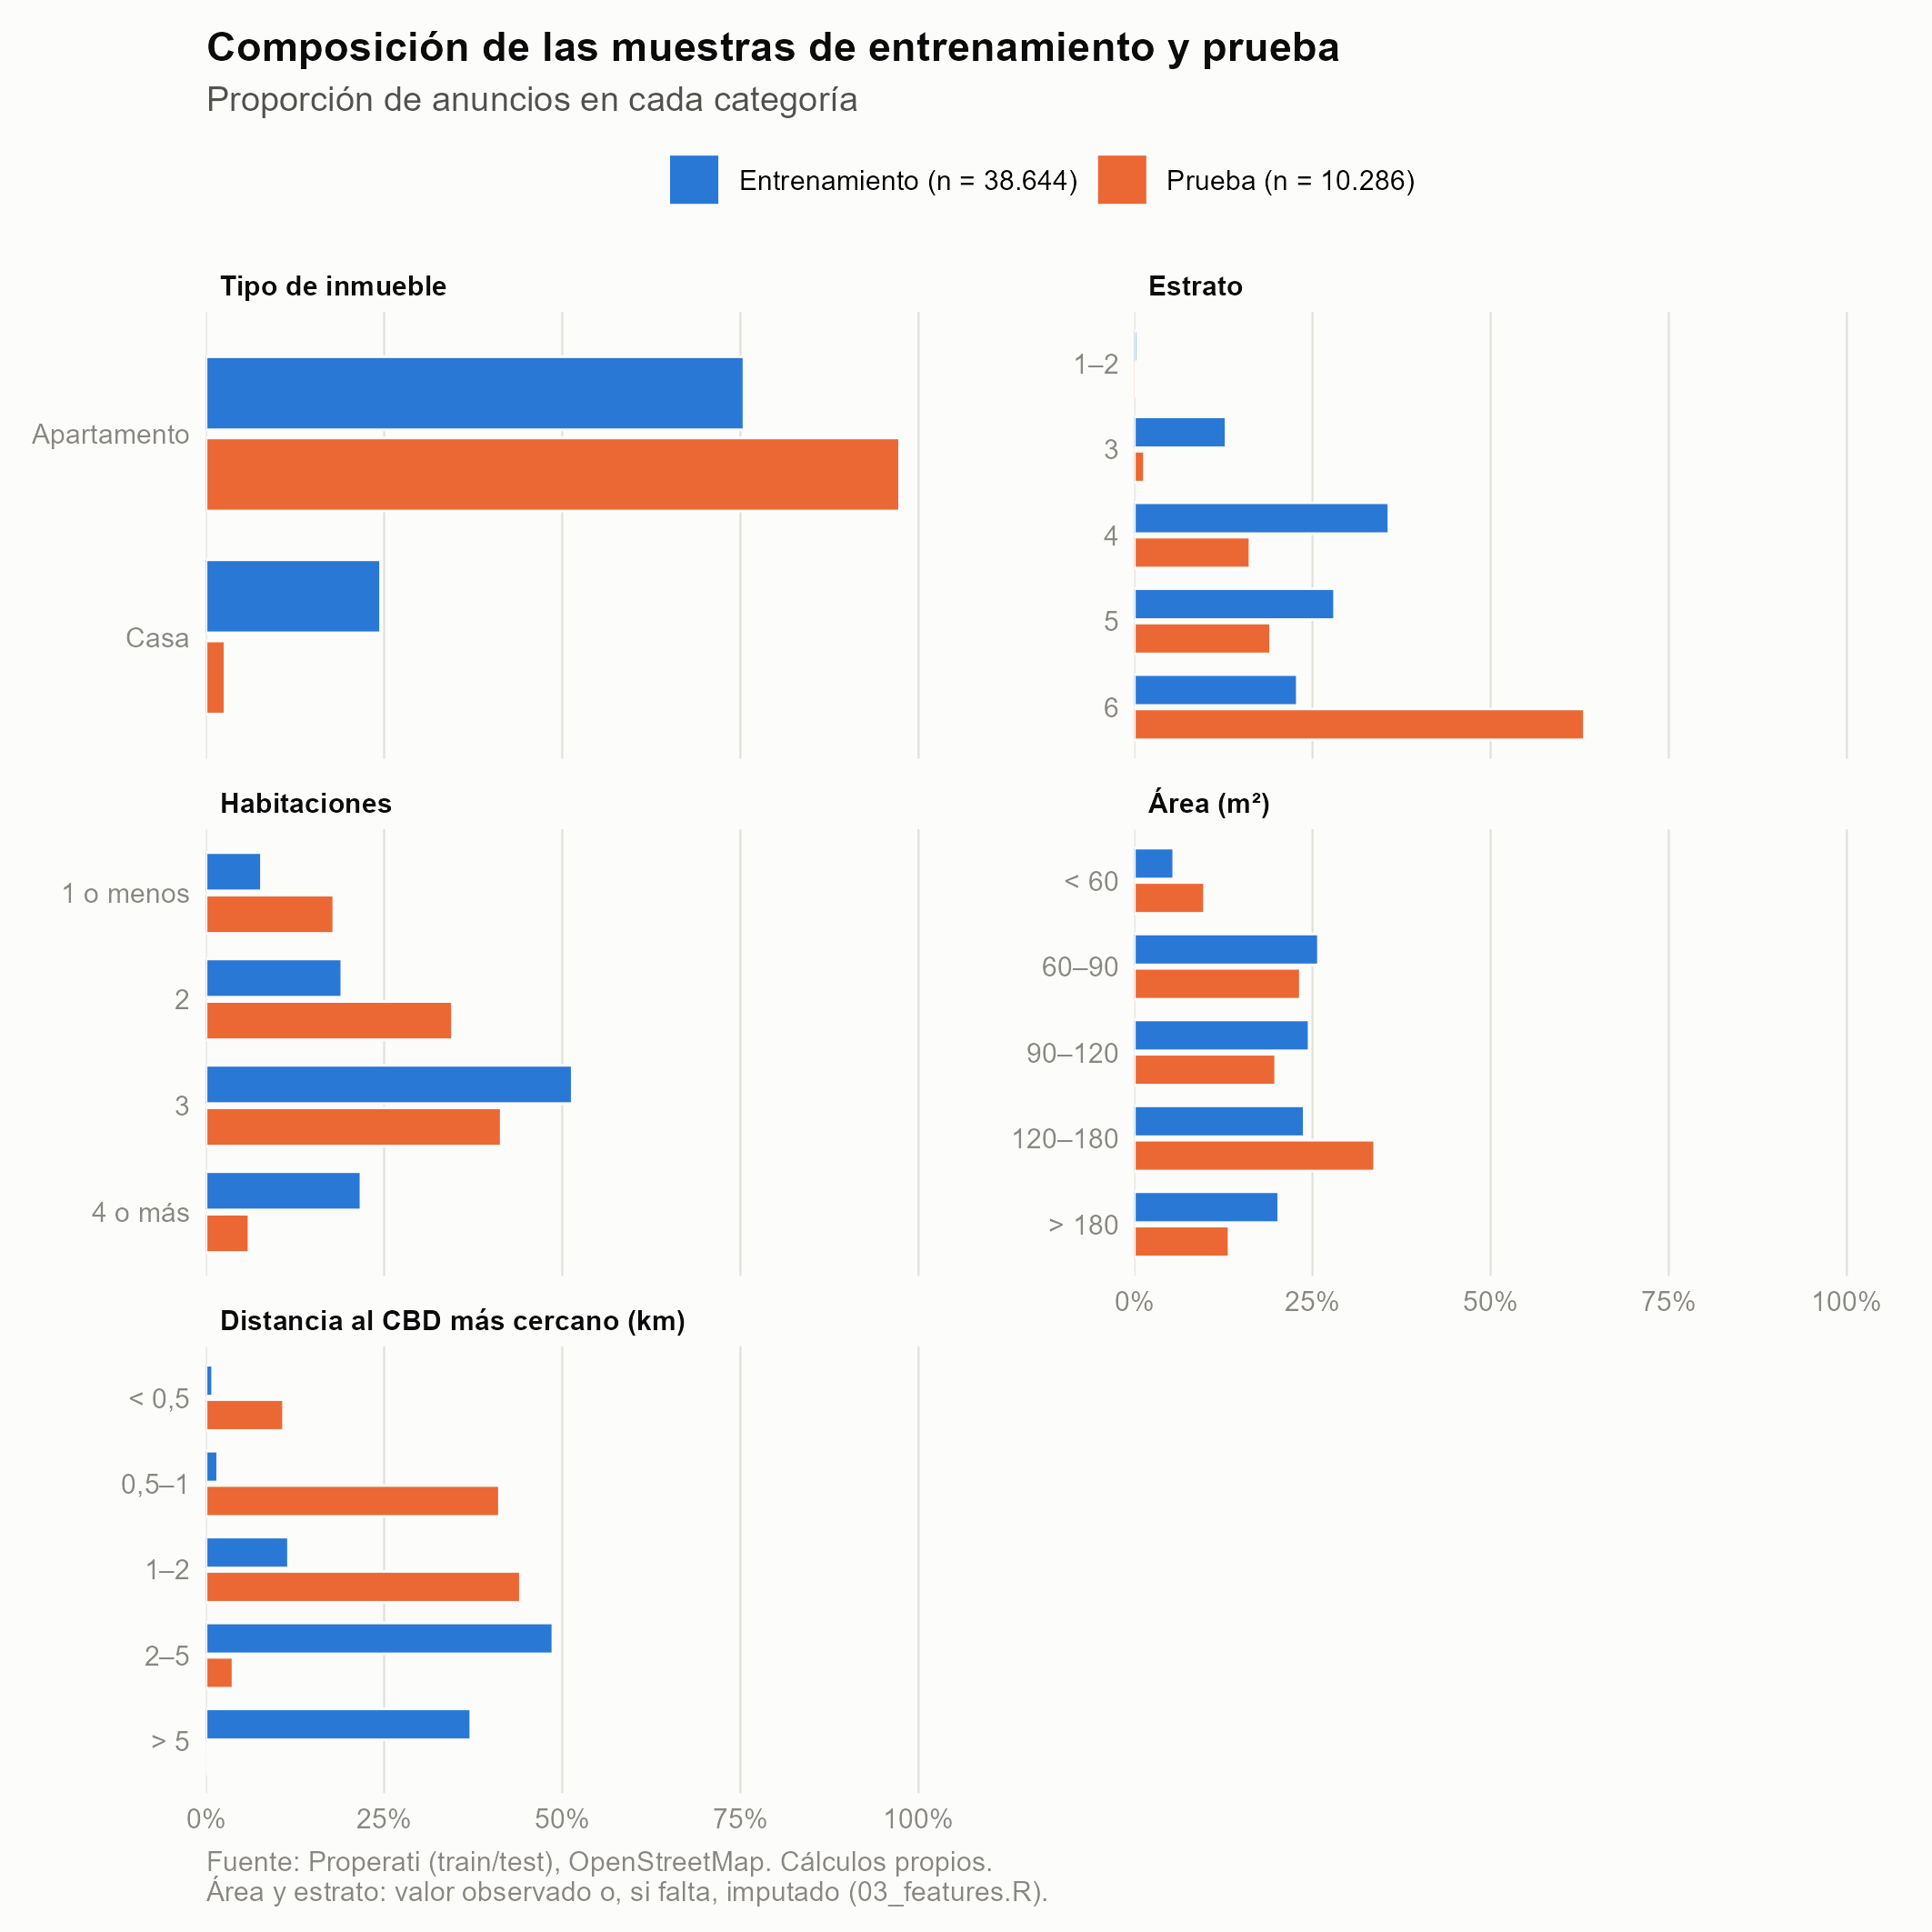 Composición de las muestras de entrenamiento y prueba
Proporción de anuncios en cada categoría
Entrenamiento (n = 38.644)
Prueba (n = 10.286)
Tipo de inmueble
Apartamento
Casa
Estrato
1–2
3
4
5
6
Habitaciones
1 o menos
2
3
4 o más
Área (m²)
< 60
60–90
90–120
120–180
> 180
0% 25% 50% 75% 100%
Distancia al CBD más cercano (km)
< 0,5
0,5–1
1–2
2–5
> 5
0% 25% 50% 75% 100%
Fuente: Properati (train/test), OpenStreetMap. Cálculos propios.
Área y estrato: valor observado o, si falta, imputado (03_features.R).